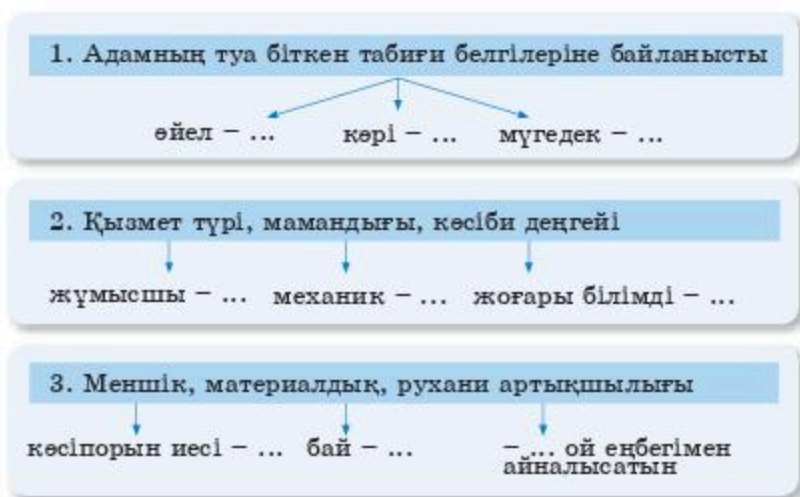 1. Адамның туа біткен табиғи белгілеріне байланысты
әйел – ... кәрі – ... мүгедек – ...
2. Қызмет түрі, мамандығы, кәсіби деңгейі
жұмысшы – ... механик – ... жоғары білімді – ...
3. Меншік, материалдық, рухани артықшылығы
кәсіпорын иесі – ... бай – ... – ... ой еңбегімен
айналысатын